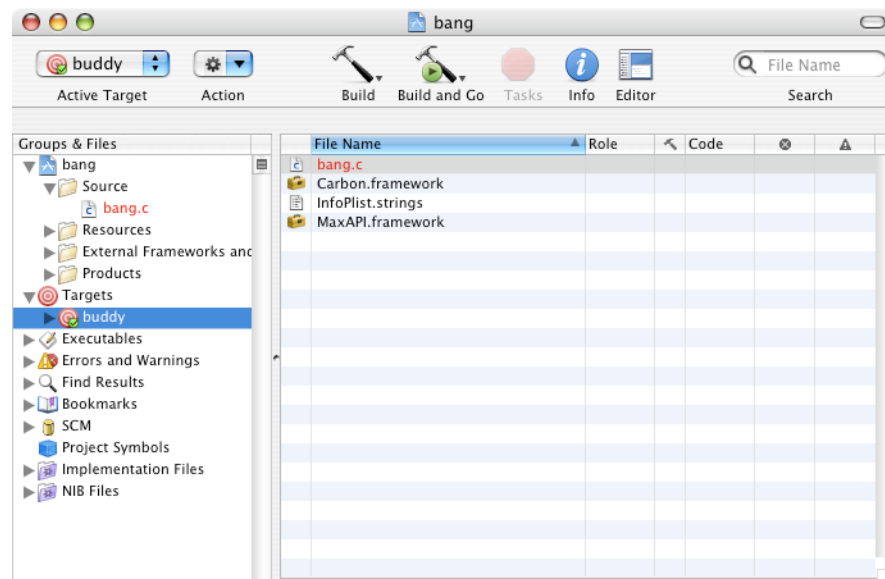 bang
buddy
File Name
Active Target
Action
Build
Build and Go
Tasks
Info
Editor
Search
Groups & Files
bang
Source
bang.c
Resources
External Frameworks and
Products
Targets
buddy
Executables
Errors and Warnings
Find Results
Bookmarks
SCM
Project Symbols
Implementation Files
NIB Files
File Name
Role
Code
bang.c
Carbon.framework
InfoPlist.strings
MaxAPI.framework